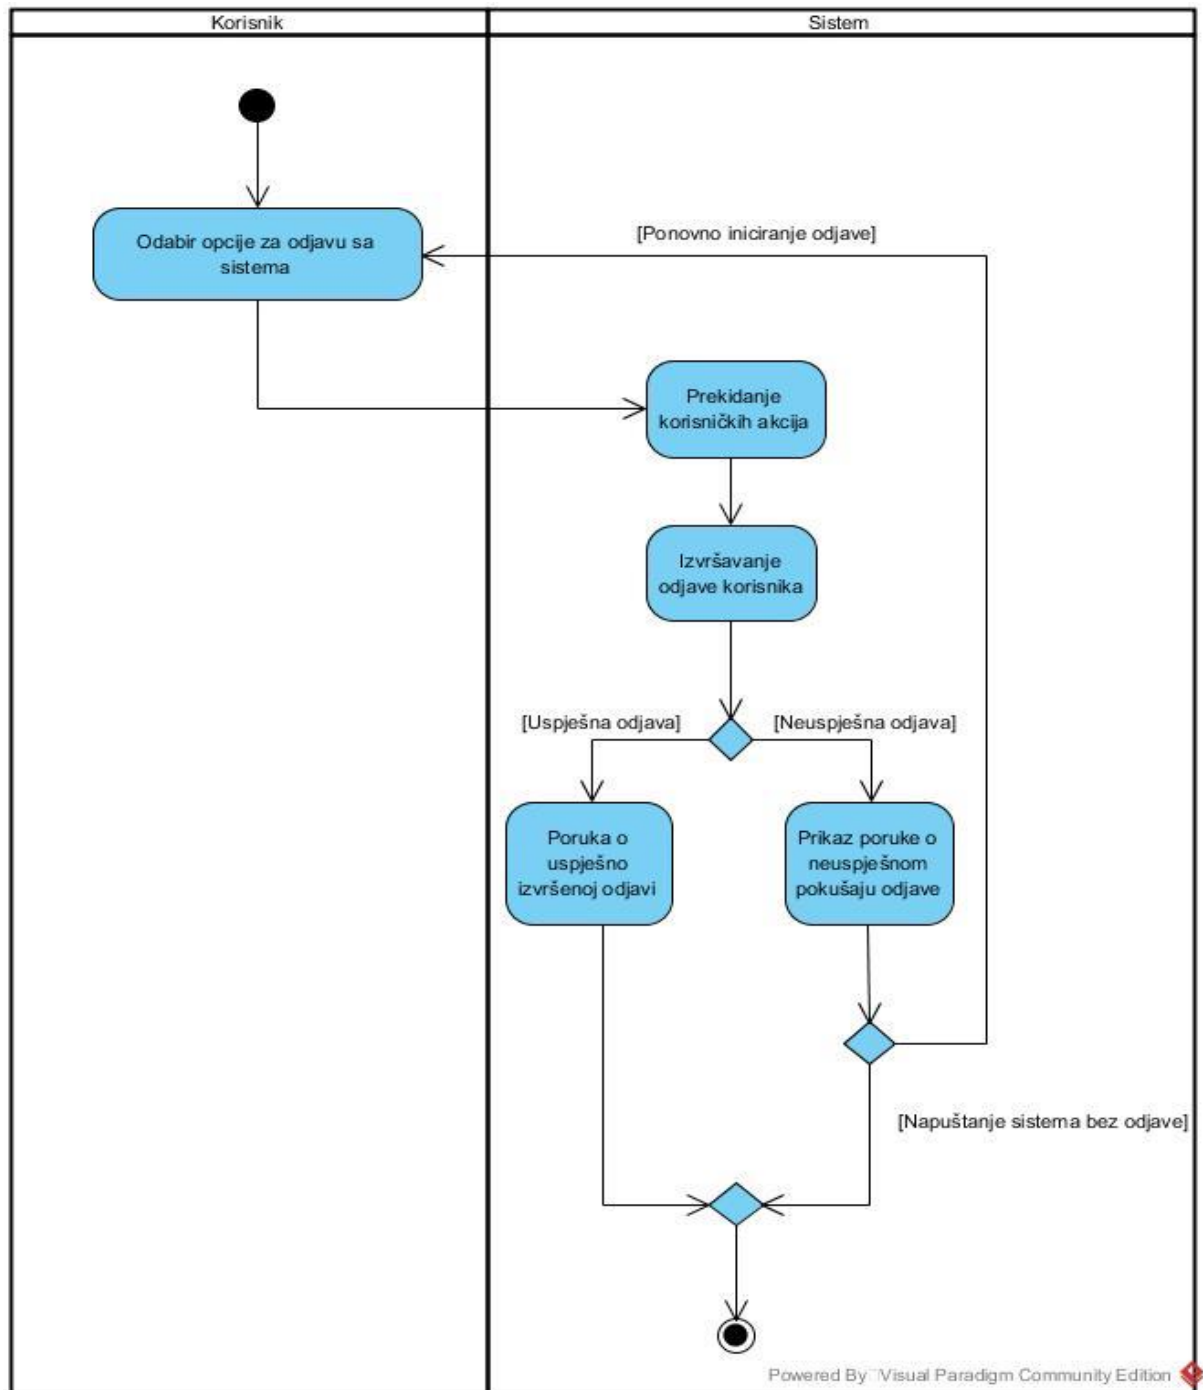 Korisnik
Sistem
Odabir opcije za odjavu sa
sistema
[Ponovno iniciranje odjave]
Prekidanje
korisničkih akcija
Izvršavanje
odjave korisnika
[Uspješna odjava]
[Neuspješna odjava]
Poruka o
uspješno
izvršenoj odjavi
Prikaz poruke o
neuspješnom
pokušaju odjave
[Napuštanje sistema bez odjave]
Powered By Visual Paradigm Community Edition